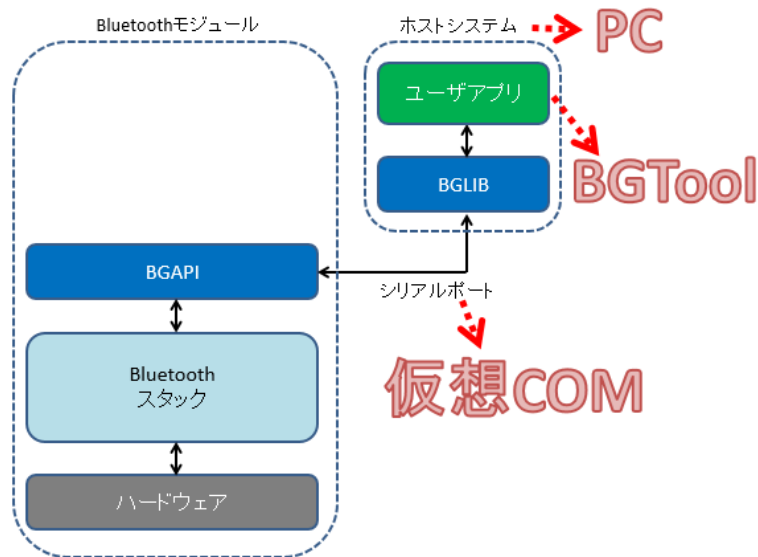 Bluetoothモジュール
ホストシステム
PC
ユーザアプリ
BGTool
BGLIB
BGAPI
シリアルポート
仮想COM
Bluetooth
スタック
ハードウェア